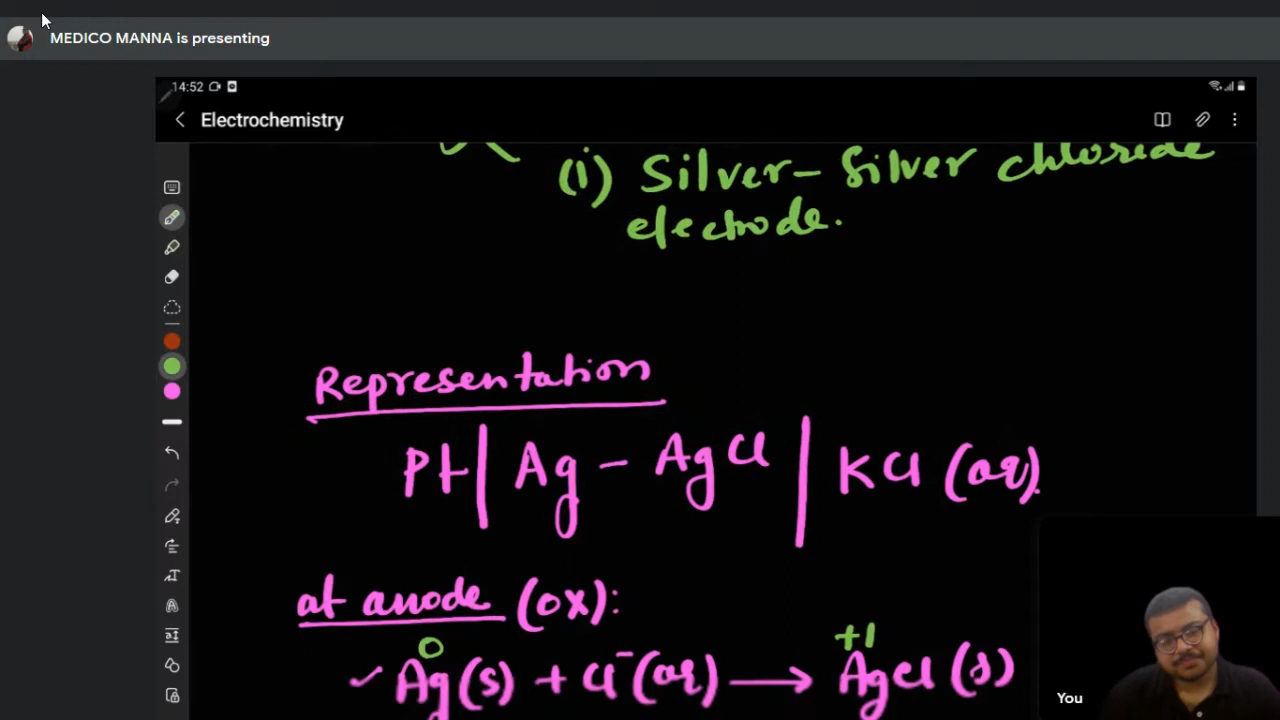 MEDICO MANNA is presenting
14:52
Electrochemistry
(i) Silver - Silver chloride
electrode.
Representation
Pt | Ag - AgCl | KCl (aq).
at anode (ox):
0 +1
✓ Ag (s) + Cl⁻ (aq) ⟶ AgCl (s)
You